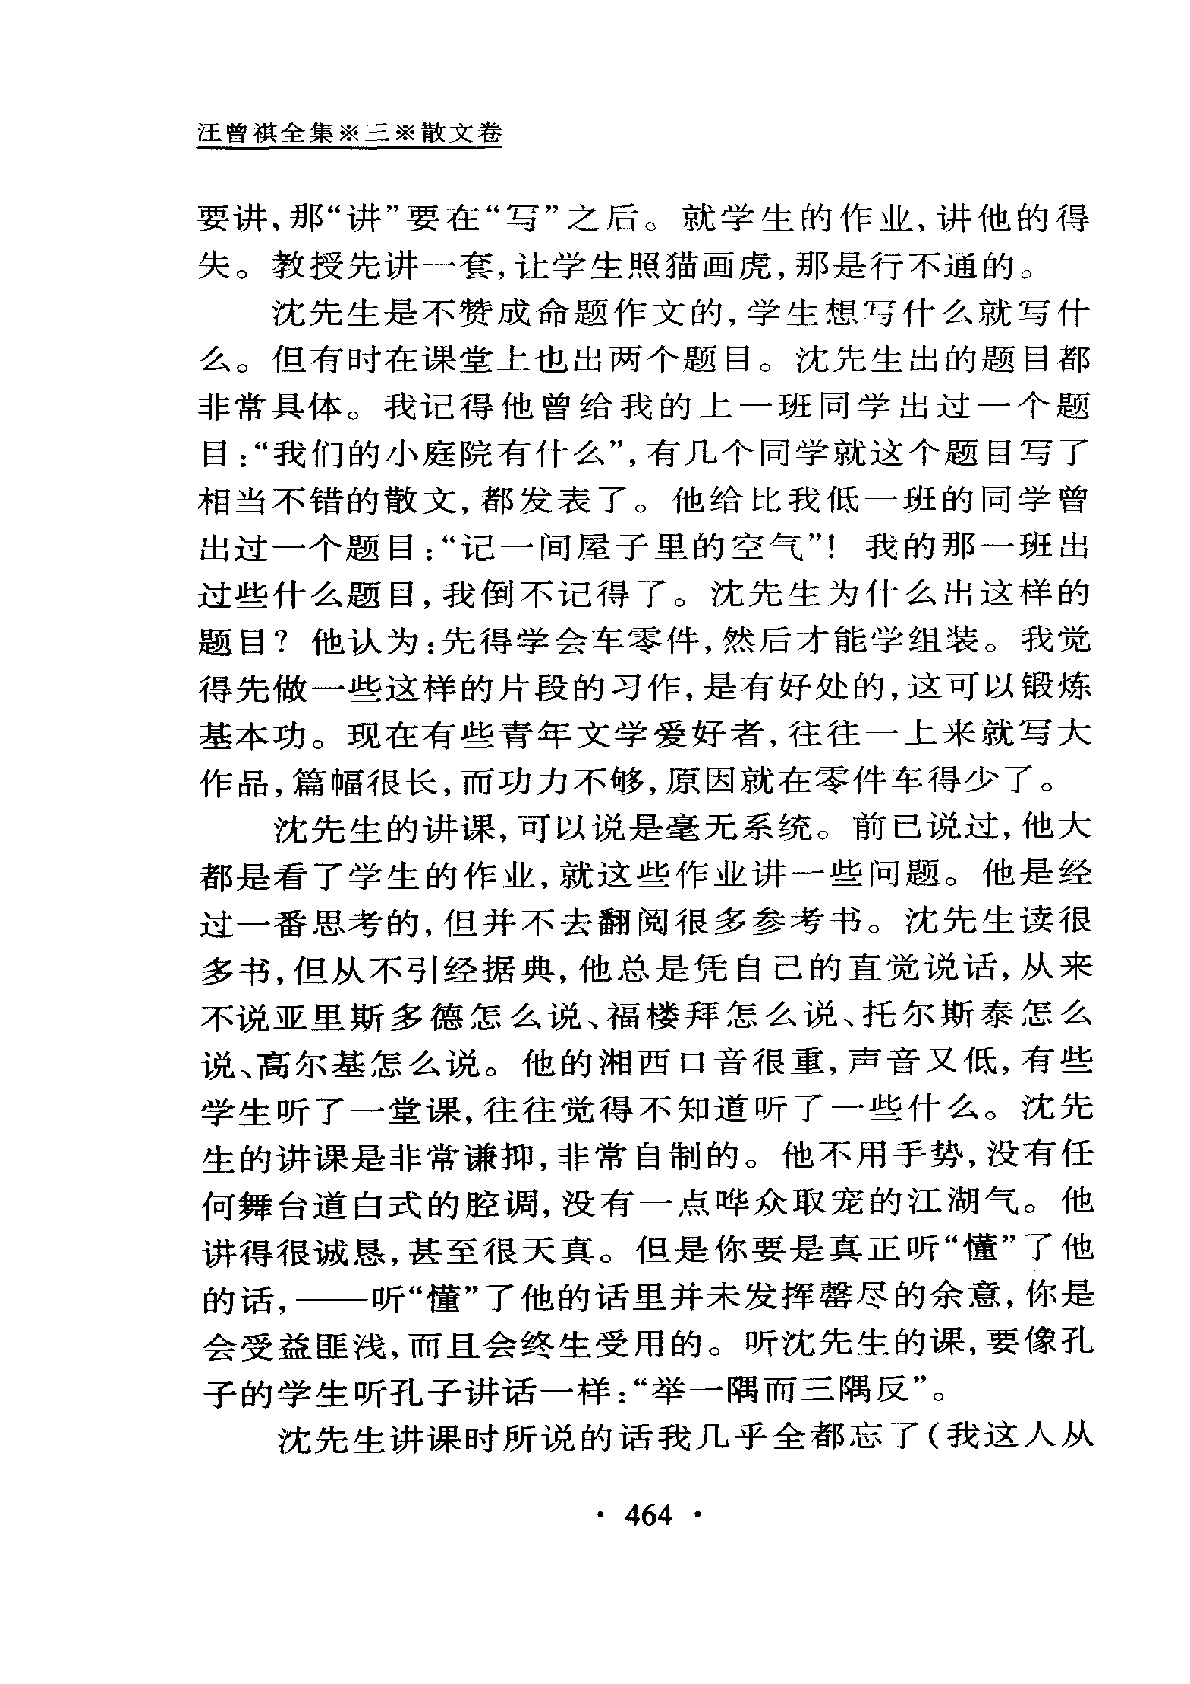 汪曾祺全集※三※散文卷
要讲，那“讲”要在“写”之后。就学生的作业，讲他的得
失。教授先讲一套，让学生照猫画虎，那是行不通的。
沈先生是不赞成命题作文的，学生想写什么就写什
么。但有时在课堂上也出两个题目。沈先生出的题目都
非常具体。我记得他曾给我的上一班同学出过一个题
目：“我们的小庭院有什么”，有几个同学就这个题目写了
相当不错的散文，都发表了。他给比我低一班的同学曾
出过一个题目：“记一间屋子里的空气”！我的那一班出
过些什么题目，我倒不记得了。沈先生为什么出这样的
题目？他认为：先得学会车零件，然后才能学组装。我觉
得先做一些这样的片段的习作，是有好处的，这可以锻炼
基本功。现在有些青年文学爱好者，往往一上来就写大
作品，篇幅很长，而功力不够，原因就在零件车得少了。
沈先生的讲课，可以说是毫无系统。前已说过，他大
都是看了学生的作业，就这些作业讲一些问题。他是经
过一番思考的，但并不去翻阅很多参考书。沈先生读很
多书，但从不引经据典，他总是凭自己的直觉说话，从来
不说亚里斯多德怎么说、福楼拜怎么说、托尔斯泰怎么
说、高尔基怎么说。他的湘西口音很重，声音又低，有些
学生听了一堂课，往往觉得不知道听了一些什么。沈先
生的讲课是非常谦抑，非常自制的。他不用手势，没有任
何舞台道白式的腔调，没有一点哗众取宠的江湖气。他
讲得很诚恳，甚至很天真。但是你要是真正听“懂”了他
的话，——听“懂”了他的话里并未发挥罄尽的余意，你是
会受益匪浅，而且会终生受用的。听沈先生的课，要像孔
子的学生听孔子讲话一样：“举一隅而三隅反”。
沈先生讲课时所说的话我几乎全都忘了（我这人从
· 464 ·